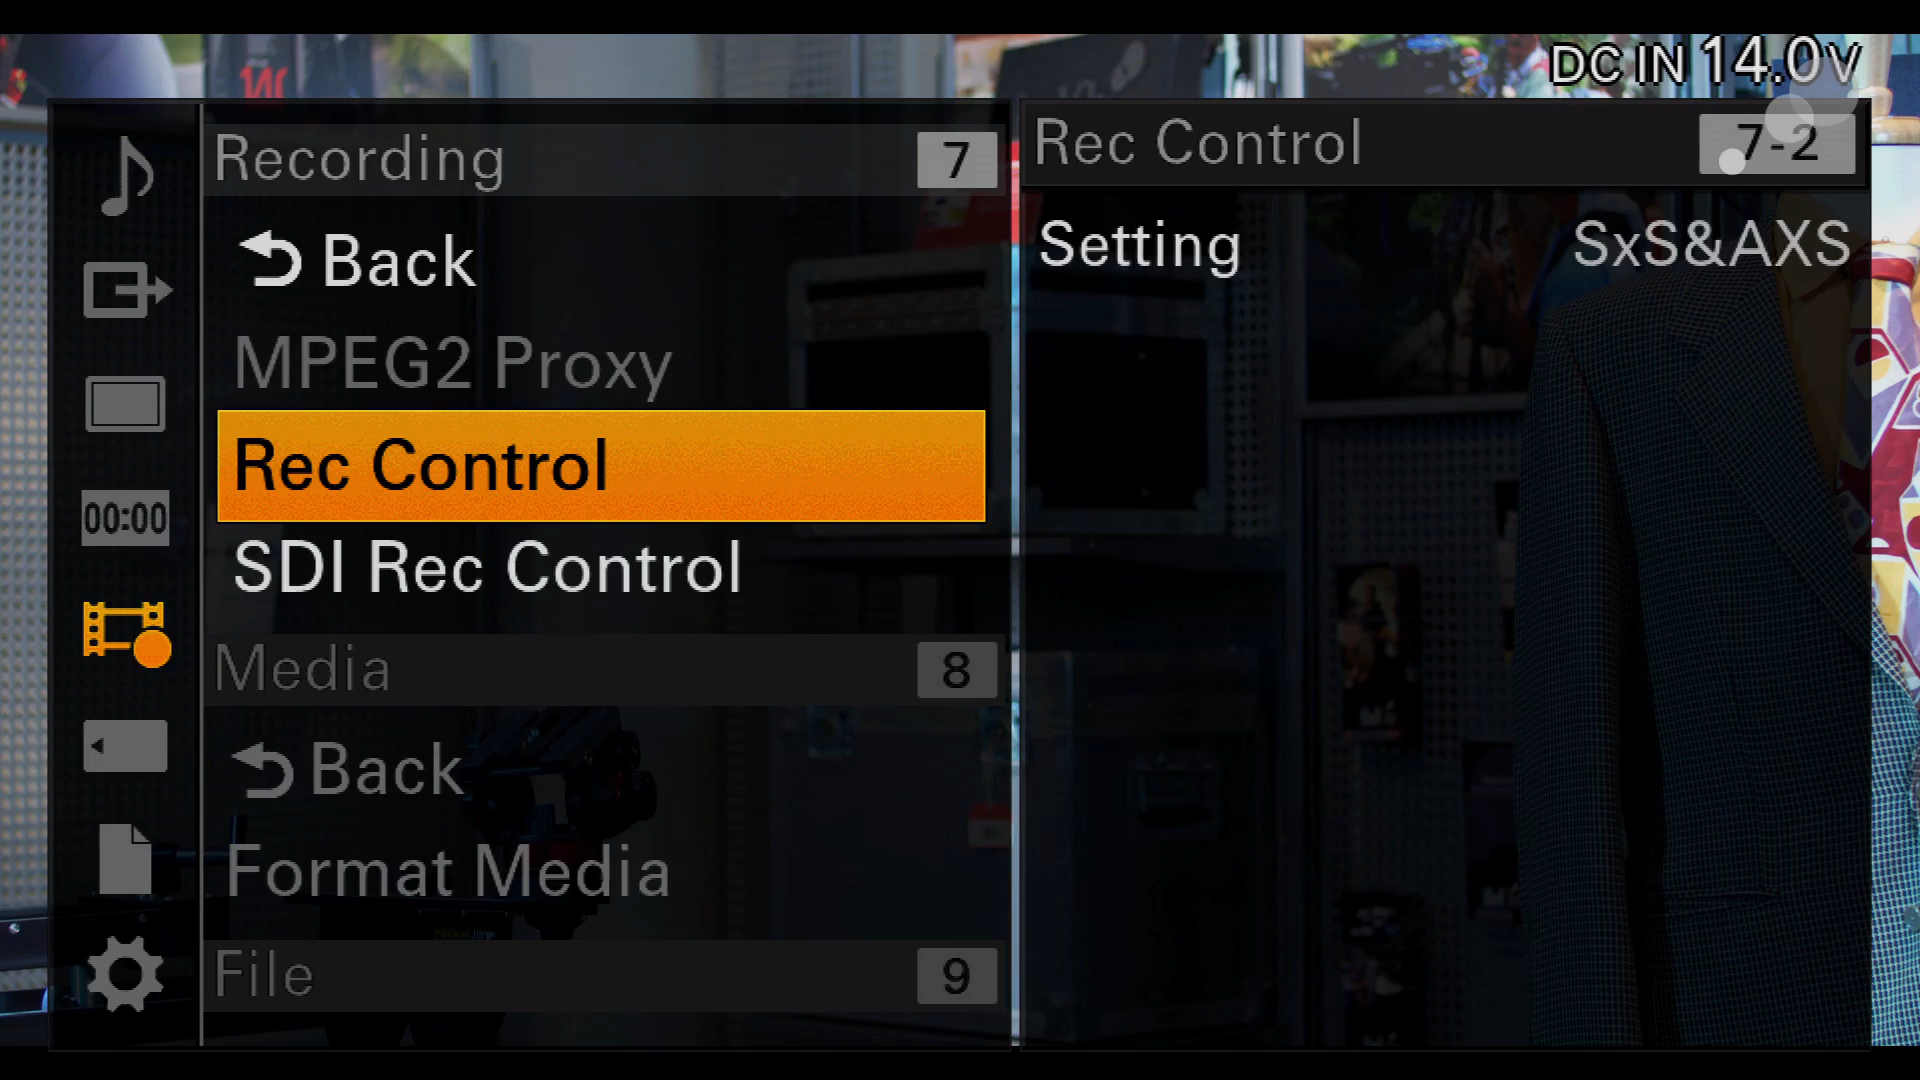 DC IN 14.0V
Recording 7
Back
MPEG2 Proxy
Rec Control
SDI Rec Control
Media 8
Back
Format Media
File 9
00:00
Rec Control 7-2
Setting SxS&AXS